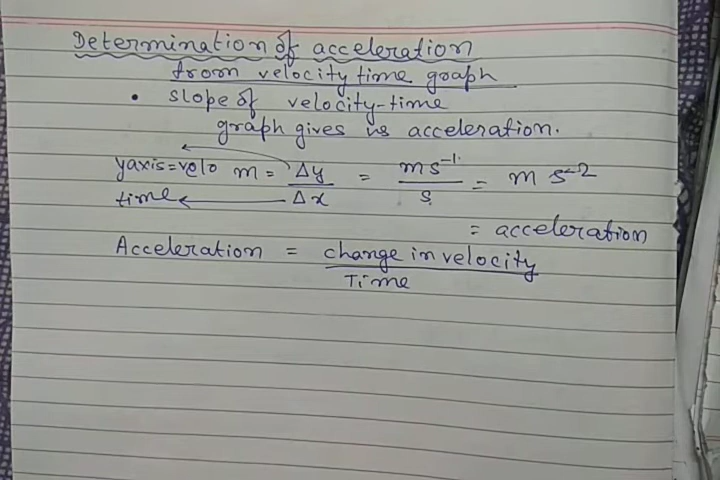 Determination of acceleration
from velocity time graph
• slope of velocity-time
graph gives us acceleration.
yaxis=velo m = Δy/Δx = ms⁻¹/s = m s⁻²
time
= acceleration
Acceleration = change in velocity
Time